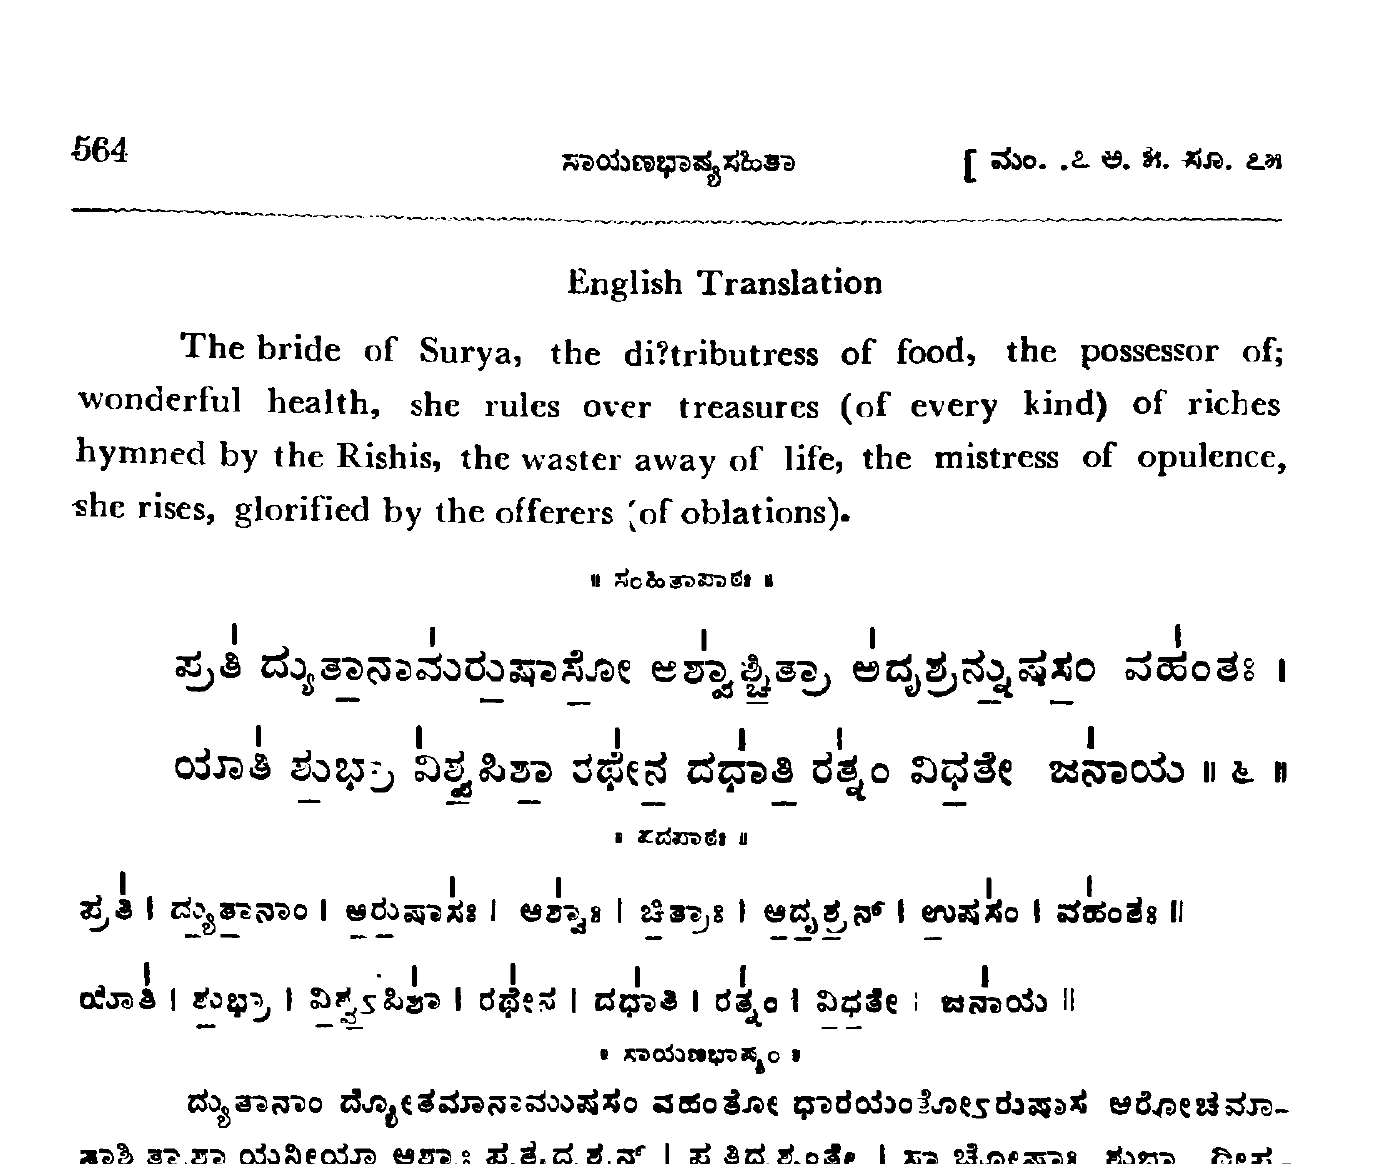 564 ಸಾಯಣಭಾಷ್ಯಸಹಿತಾ [ ಮಂ. ೭ ಅ. ೫. ಸೂ. ೭೫
English Translation
The bride of Surya, the di?tributress of food, the possessor of;
wonderful health, she rules over treasures (of every kind) of riches
hymned by the Rishis, the waster away of life, the mistress of opulence,
she rises, glorified by the offerers (of oblations).
॥ ಸಂಹಿತಾಪಾಠಃ ॥
ಪ್ರತಿ ದ್ಯುತಾನಾಮರುಷಾಸೋ ಅಶ್ವಾಶ್ಚಿತ್ರಾ ಅದೃಶ್ರನ್ನುಷಸಂ ವಹಂತಃ ।
ಯಾತಿ ಶುಭ್ರಾ ವಿಶ್ವಪಿಶಾ ರಥೇನ ದಧಾತಿ ರತ್ನಂ ವಿಧತೇ ಜನಾಯ ॥ ೬ ॥
॥ ಪದಪಾಠಃ ॥
ಪ್ರತಿ । ದ್ಯುತಾನಾಂ । ಅರುಷಾಸಃ । ಅಶ್ವಾಃ । ಚಿತ್ರಾಃ । ಅದೃಶ್ರನ್ । ಉಷಸಂ । ವಹಂತಃ ॥
ಯಾತಿ । ಶುಭ್ರಾ । ವಿಶ್ವಽಪಿಶಾ । ರಥೇನ । ದಧಾತಿ । ರತ್ನಂ । ವಿಧತೇ । ಜನಾಯ ॥
॥ ಸಾಯಣಭಾಷ್ಯಂ ॥
ದ್ಯುತಾನಾಂ ದ್ಯೋತಮಾನಾಮುಷಸಂ ವಹಂತೋ ಧಾರಯಂತೋಽರುಷಾಸ ಆರೋಚಮಾ-